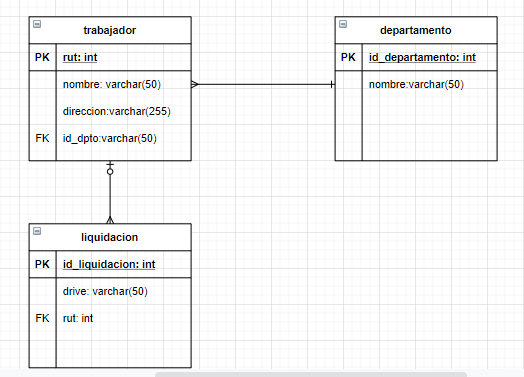 trabajador
PK rut: int
nombre: varchar(50)
direccion:varchar(255)
FK id_dpto:varchar(50)
departamento
PK id_departamento: int
nombre:varchar(50)
liquidacion
PK id_liquidacion: int
drive: varchar(50)
FK rut: int